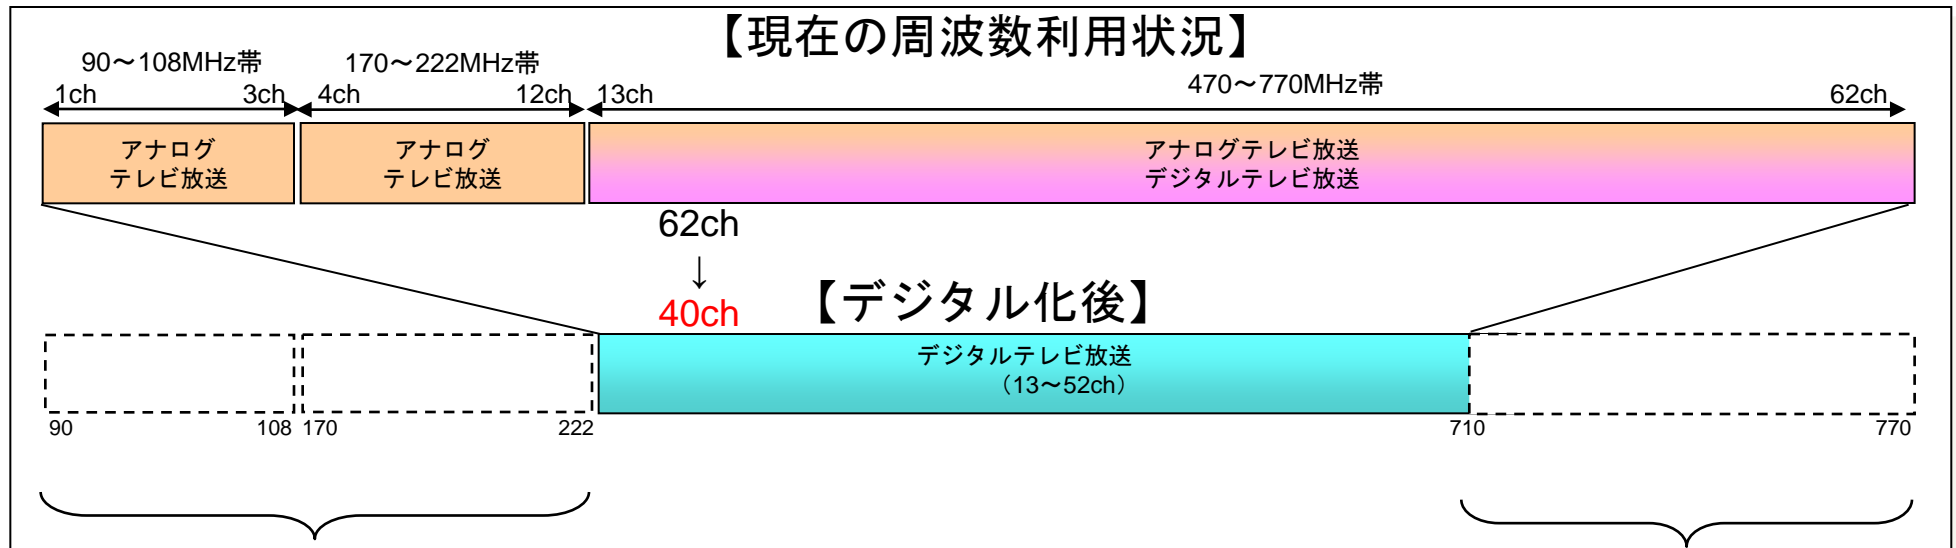 【現在の周波数利用状況】
90～108MHz帯
170～222MHz帯
470～770MHz帯
1ch
3ch
4ch
12ch
13ch
62ch
アナログ
テレビ放送
アナログ
テレビ放送
アナログテレビ放送
デジタルテレビ放送
62ch
↓
40ch
【デジタル化後】
デジタルテレビ放送
（13～52ch）
90
108
170
222
710
770